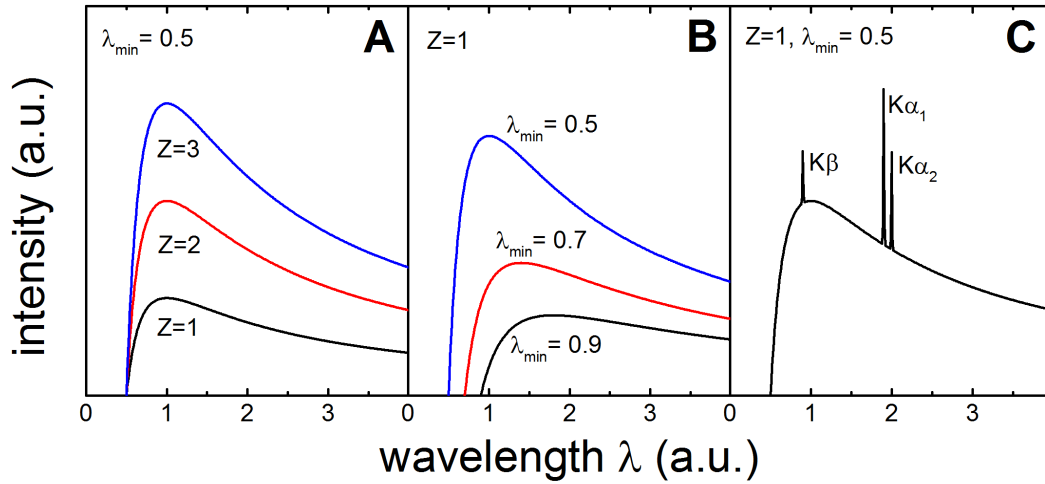 intensity (a.u.)
λmin= 0.5
A
Z=3
Z=2
Z=1
0 1 2 3
Z=1
B
λmin= 0.5
λmin= 0.7
λmin= 0.9
0 1 2 3
Z=1, λmin= 0.5
C
Kβ
Kα1
Kα2
0 1 2 3
wavelength λ (a.u.)